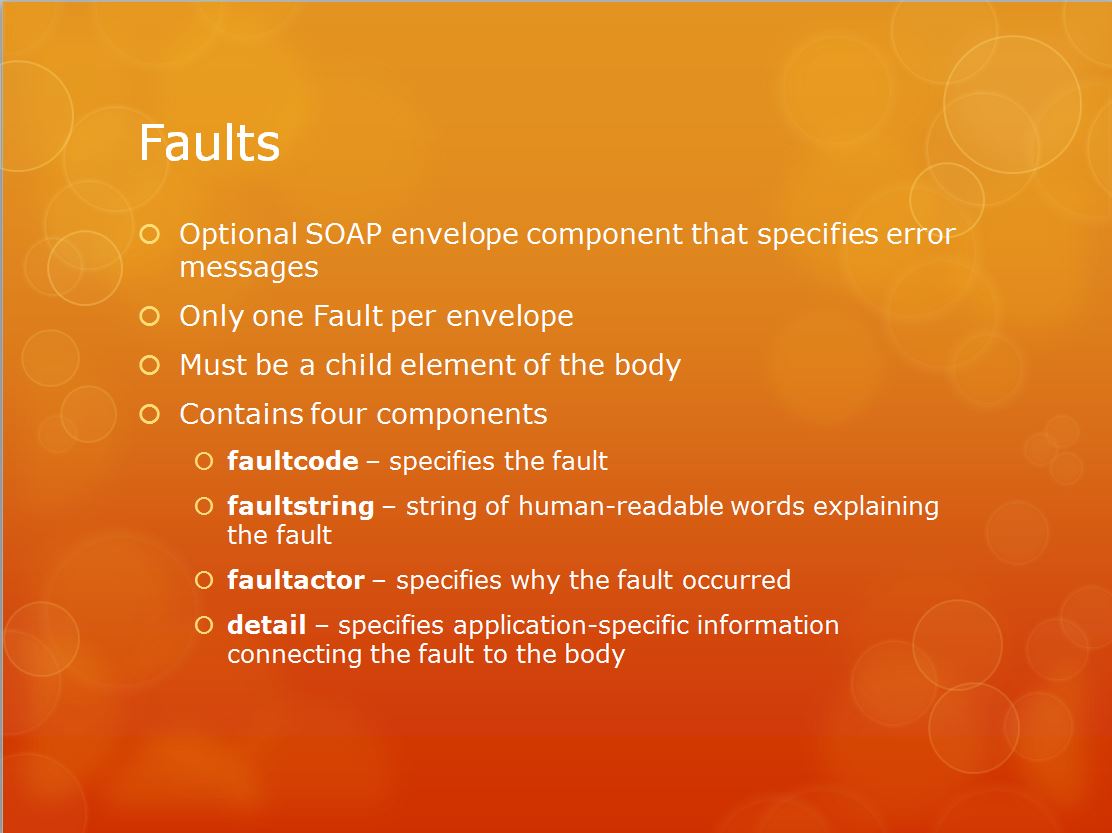 Faults
Optional SOAP envelope component that specifies error
messages
Only one Fault per envelope
Must be a child element of the body
Contains four components
faultcode – specifies the fault
faultstring – string of human-readable words explaining
the fault
faultactor – specifies why the fault occurred
detail – specifies application-specific information
connecting the fault to the body